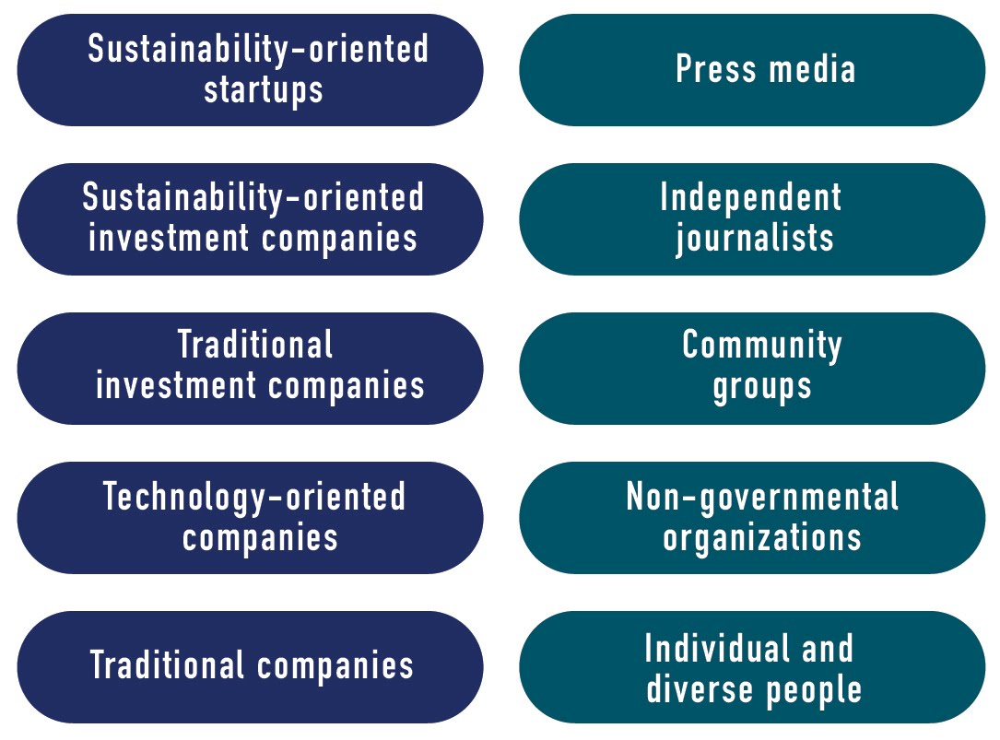 Sustainability-oriented
startups
Press media
Sustainability-oriented
investment companies
Independent
journalists
Traditional
investment companies
Community
groups
Technology-oriented
companies
Non-governmental
organizations
Traditional companies
Individual and
diverse people